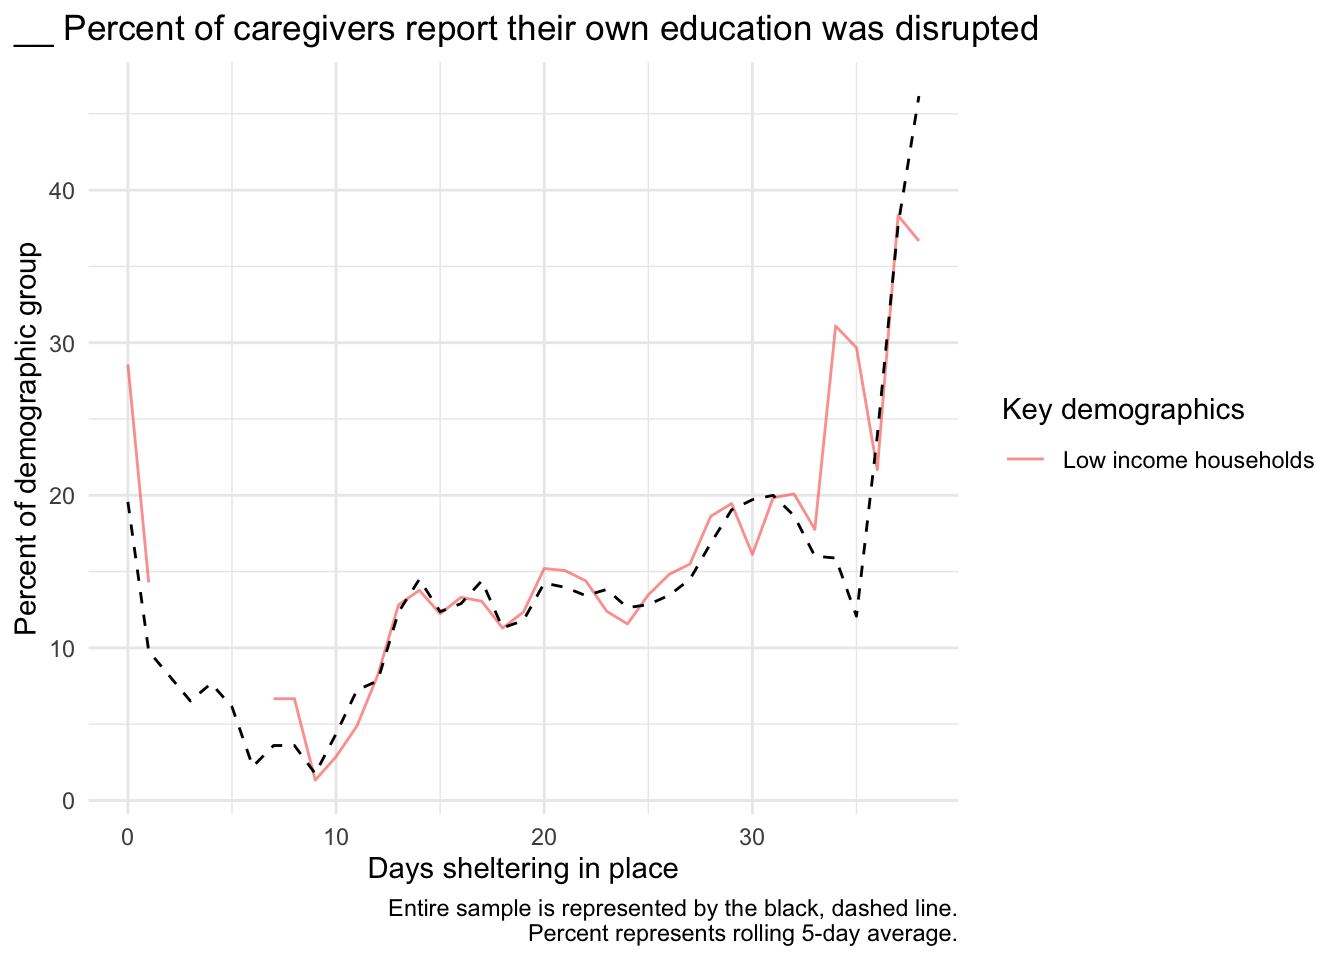 __ Percent of caregivers report their own education was disrupted
Percent of demographic group
40
30
20
10
0
0 10 20 30
Days sheltering in place
Key demographics
Low income households
Entire sample is represented by the black, dashed line.
Percent represents rolling 5-day average.